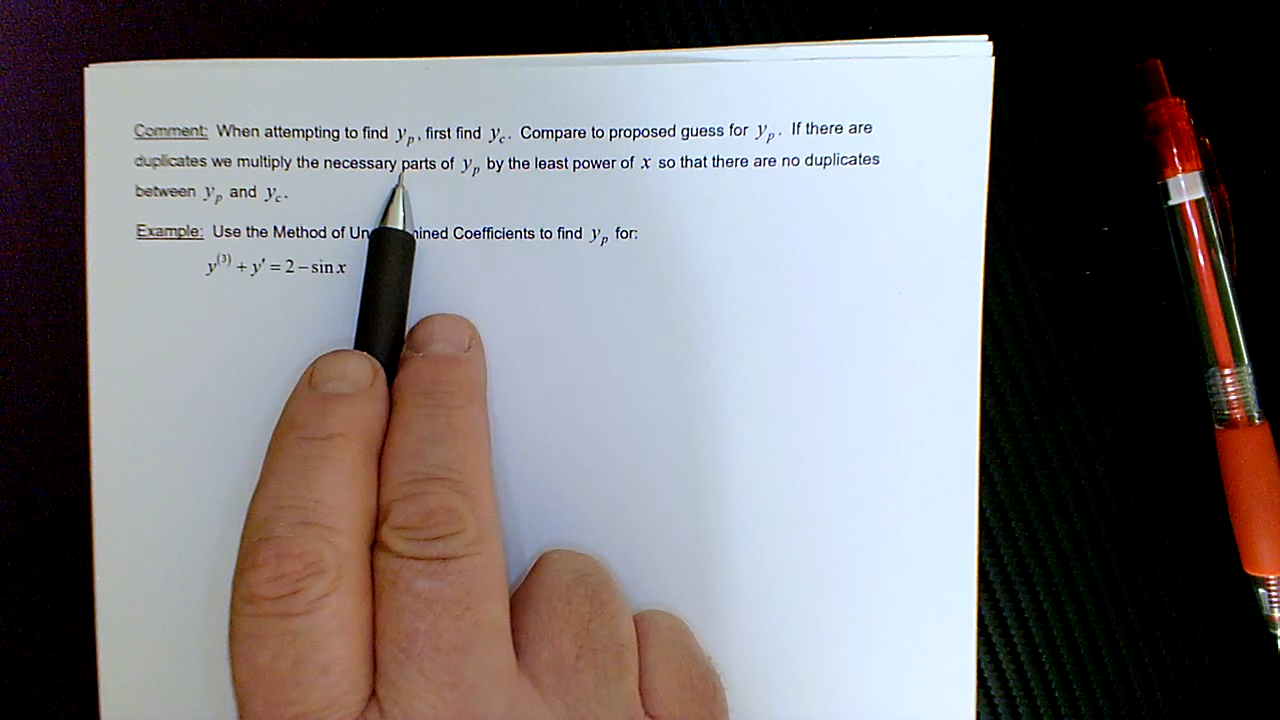 Comment: When attempting to find y_p, first find y_c. Compare to proposed guess for y_p. If there are
duplicates we multiply the necessary parts of y_p by the least power of x so that there are no duplicates
between y_p and y_c.
Example: Use the Method of Un ined Coefficients to find y_p for:
y^(3) + y′ = 2 − sin x